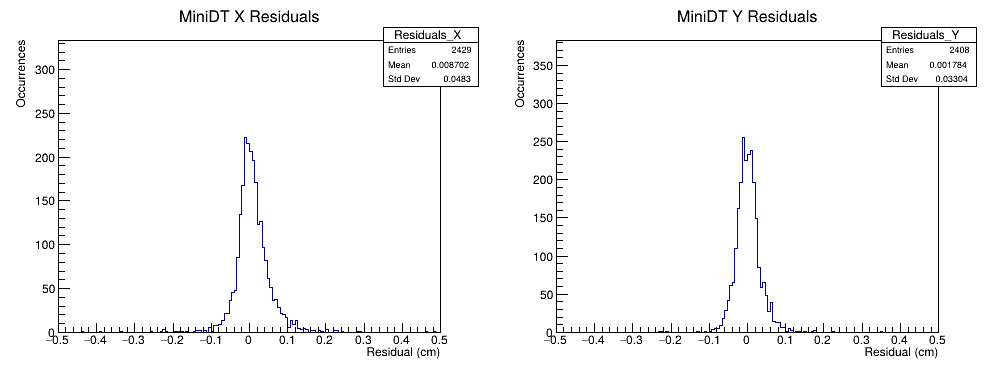 MiniDT X Residuals
Residuals_X
Entries 2429
Mean 0.008702
Std Dev 0.0483
Occurrences
300
250
200
150
100
50
0
−0.5 −0.4 −0.3 −0.2 −0.1 0 0.1 0.2 0.3 0.4 0.5
Residual (cm)
MiniDT Y Residuals
Residuals_Y
Entries 2408
Mean 0.001784
Std Dev 0.03304
Occurrences
350
300
250
200
150
100
50
0
−0.5 −0.4 −0.3 −0.2 −0.1 0 0.1 0.2 0.3 0.4 0.5
Residual (cm)